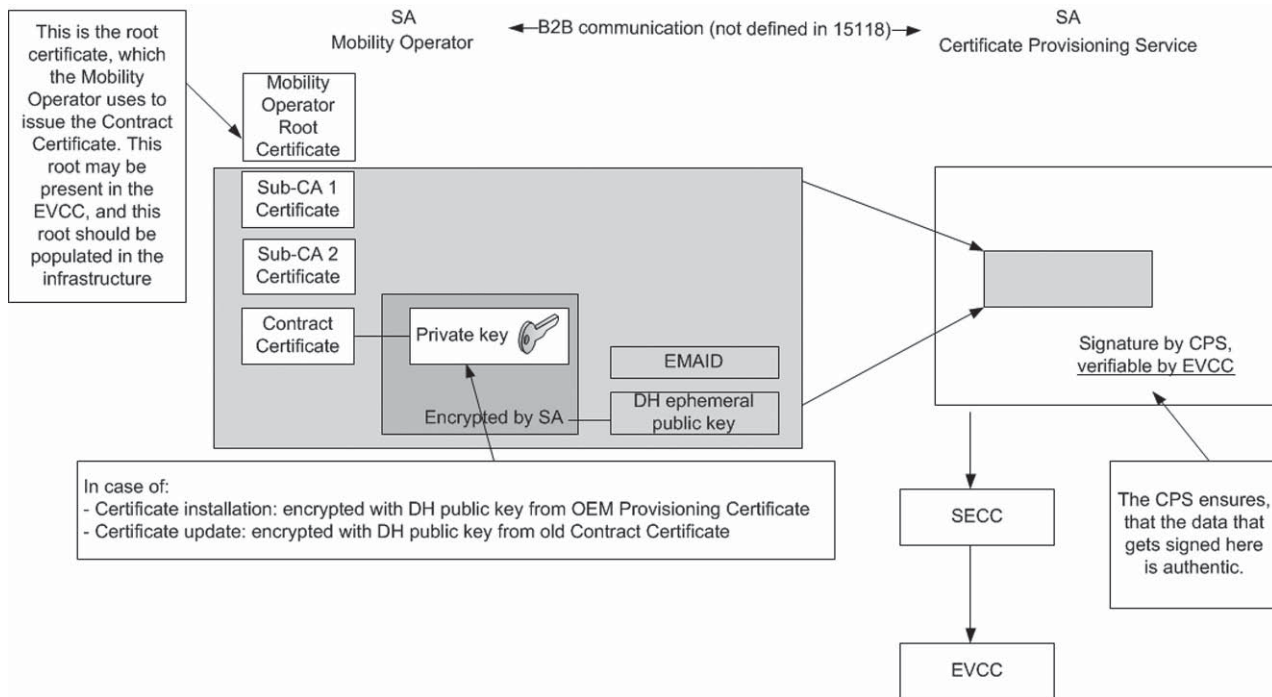 This is the root
certificate, which
the Mobility
Operator uses to
issue the Contract
Certificate. This
root may be
present in the
EVCC, and this
root should be
populated in the
infrastructure
SA
Mobility Operator
B2B communication (not defined in 15118)
SA
Certificate Provisioning Service
Mobility
Operator
Root
Certificate
Sub-CA 1
Certificate
Sub-CA 2
Certificate
Contract
Certificate
Private key
Encrypted by SA
EMAID
DH ephemeral
public key
Signature by CPS,
verifiable by EVCC
In case of:
- Certificate installation: encrypted with DH public key from OEM Provisioning Certificate
- Certificate update: encrypted with DH public key from old Contract Certificate
SECC
EVCC
The CPS ensures,
that the data that
gets signed here
is authentic.